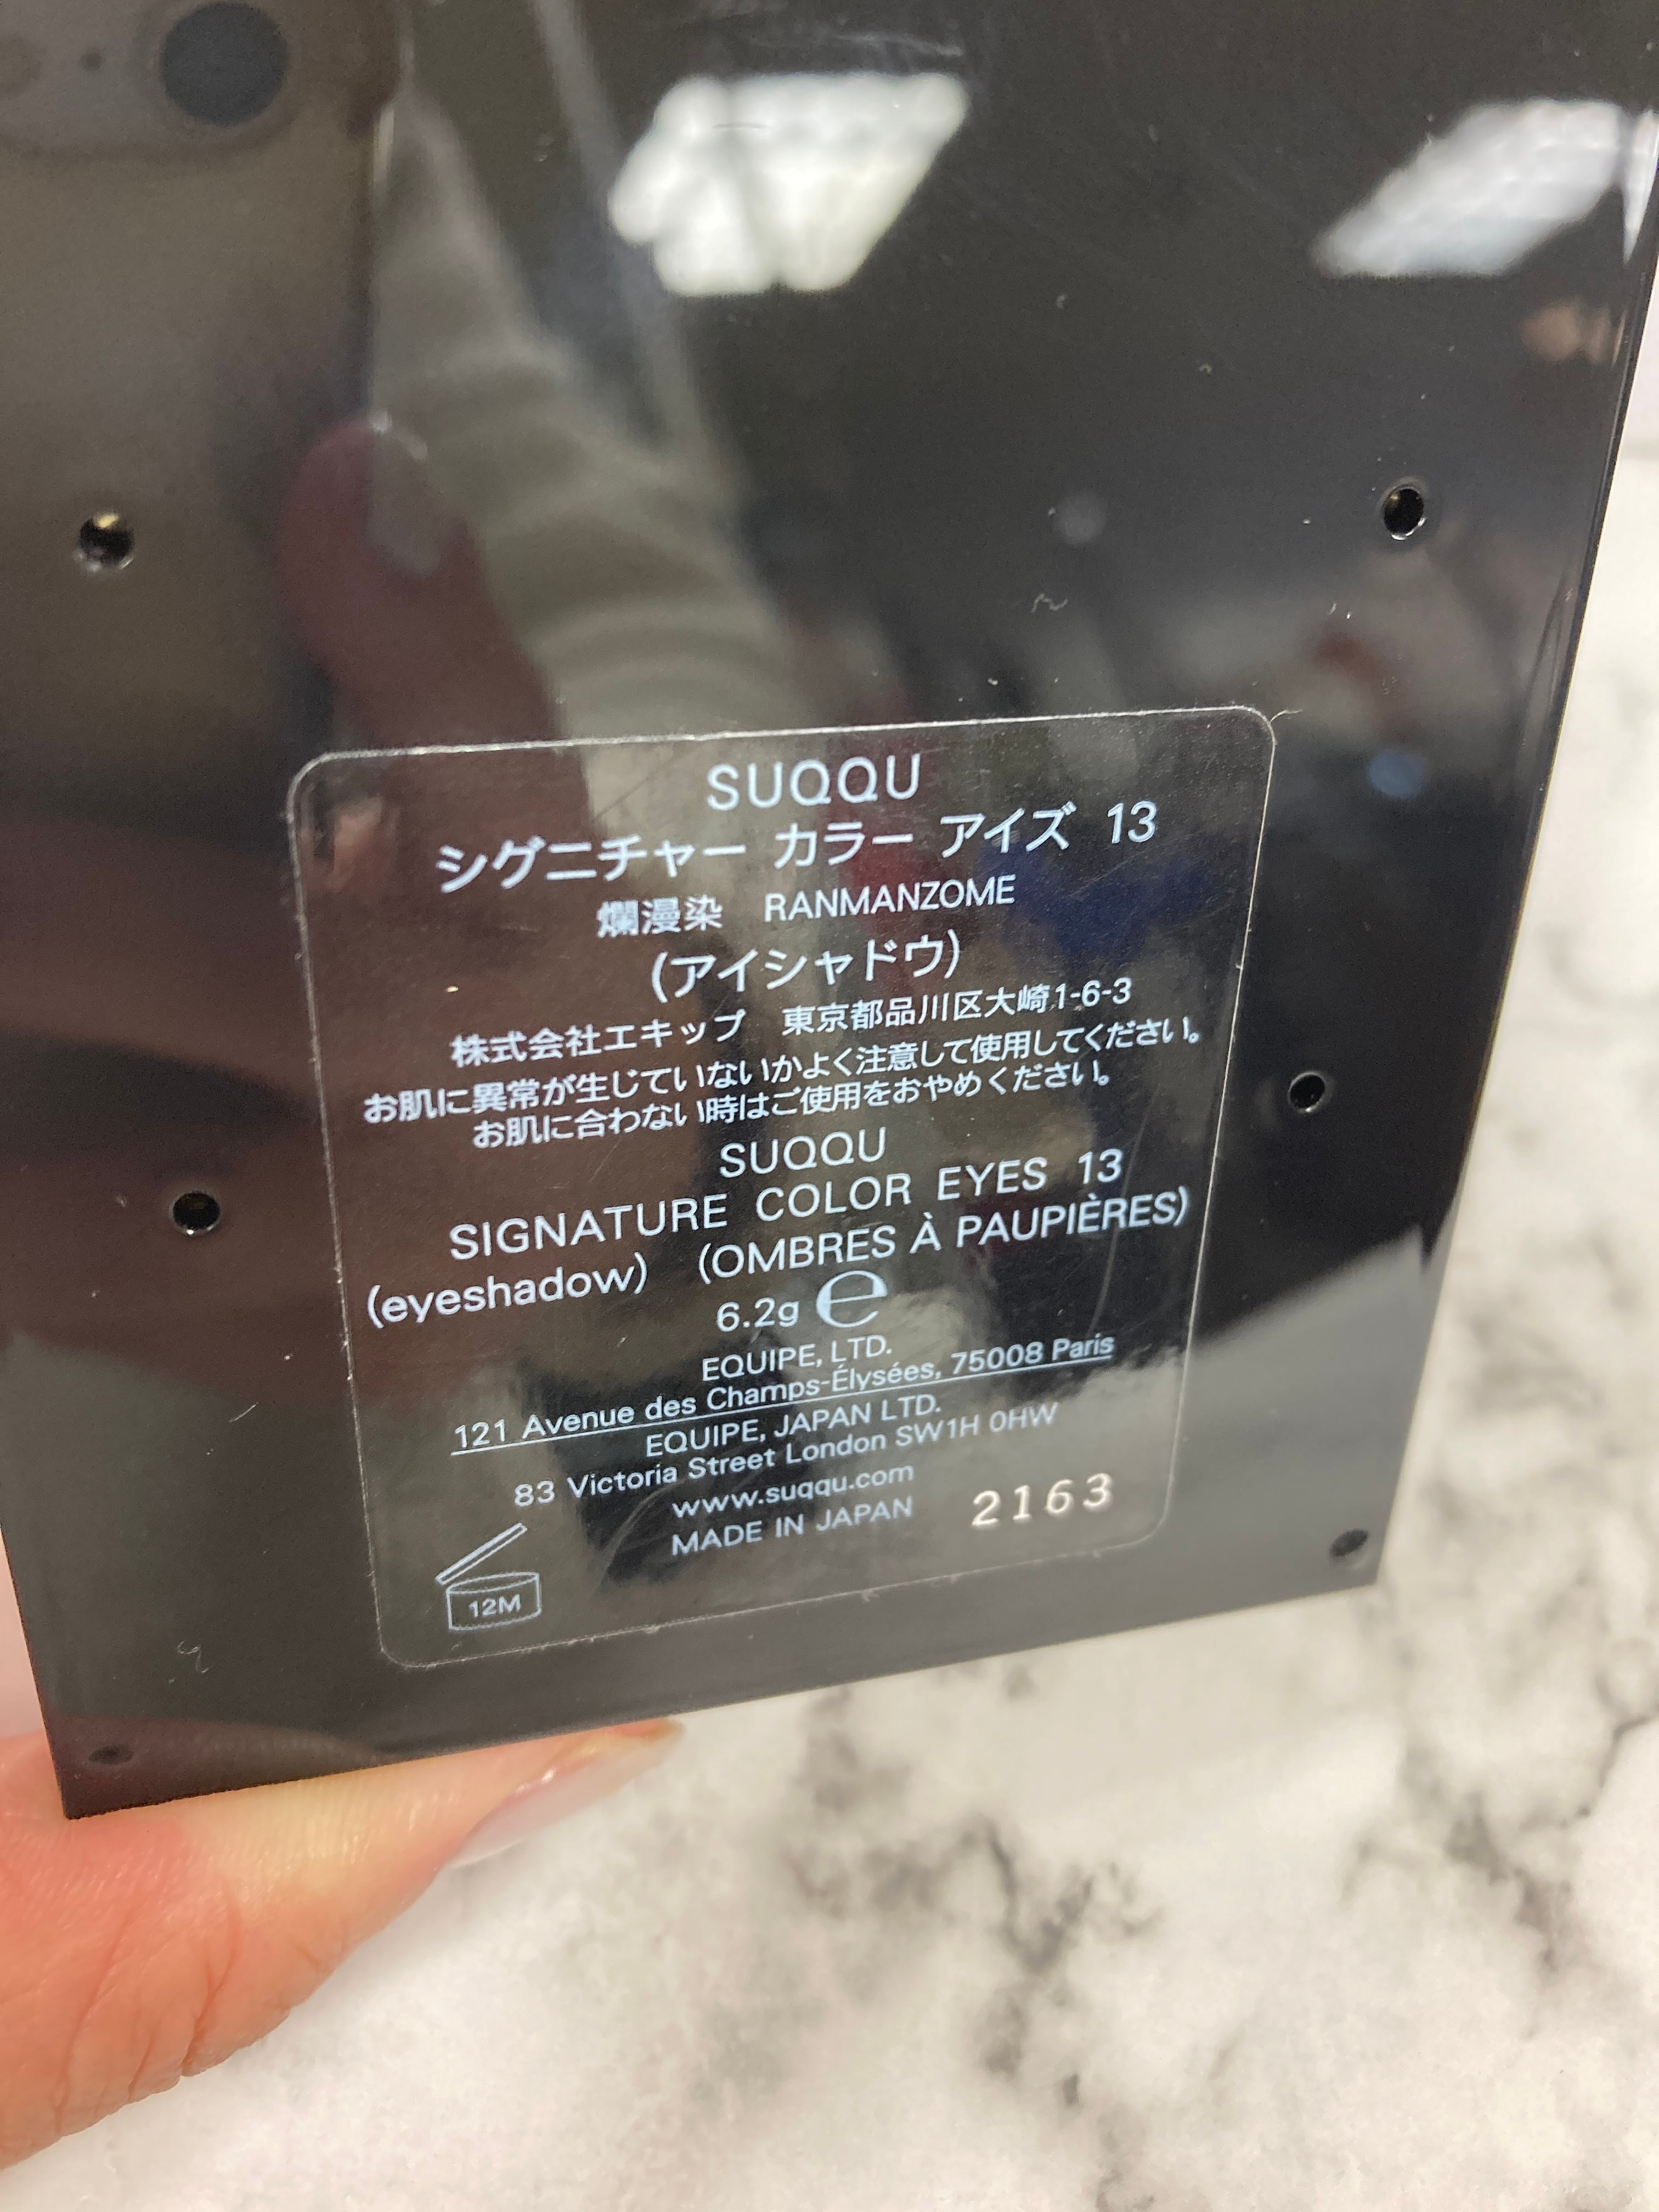 SUQQU
シグニチャー カラー アイズ 13
爛漫染 RANMANZOME
(アイシャドウ)
株式会社エキップ 東京都品川区大崎1-6-3
お肌に異常が生じていないかよく注意して使用してください。
お肌に合わない時はご使用をおやめください。
SUQQU
SIGNATURE COLOR EYES 13
(eyeshadow) (OMBRES À PAUPIÈRES)
6.2g ℮
EQUIPE, LTD.
121 Avenue des Champs-Élysées, 75008 Paris
EQUIPE, JAPAN LTD.
83 Victoria Street London SW1H 0HW
www.suqqu.com
MADE IN JAPAN 2163
12M